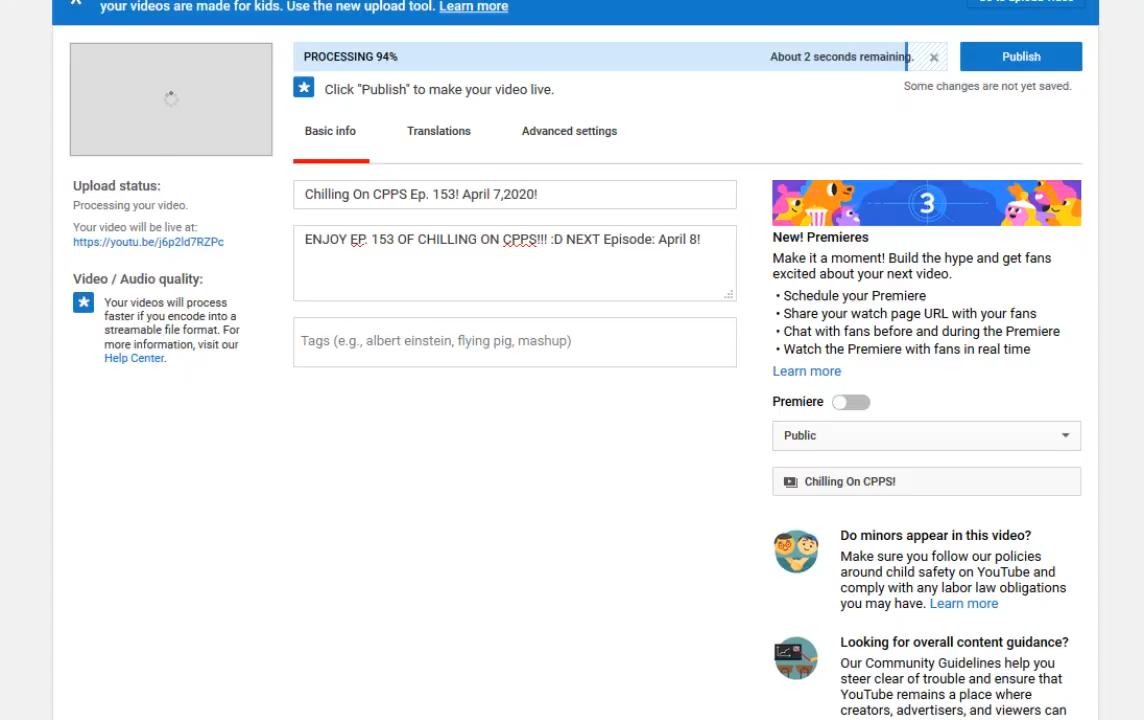 your videos are made for kids. Use the new upload tool. Learn more
PROCESSING 94%
About 2 seconds remaining.
Publish
Click "Publish" to make your video live.
Some changes are not yet saved.
Basic info
Translations
Advanced settings
Upload status:
Processing your video.
Your video will be live at:
https://youtu.be/j6p2ld7RZPc
Video / Audio quality:
Your videos will process
faster if you encode into a
streamable file format. For
more information, visit our
Help Center.
Chilling On CPPS Ep. 153! April 7,2020!
ENJOY EP. 153 OF CHILLING ON CPPS!!! :D NEXT Episode: April 8!
Tags (e.g., albert einstein, flying pig, mashup)
3
New! Premieres
Make it a moment! Build the hype and get fans
excited about your next video.
• Schedule your Premiere
• Share your watch page URL with your fans
• Chat with fans before and during the Premiere
• Watch the Premiere with fans in real time
Learn more
Premiere
Public
Chilling On CPPS!
Do minors appear in this video?
Make sure you follow our policies
around child safety on YouTube and
comply with any labor law obligations
you may have. Learn more
Looking for overall content guidance?
Our Community Guidelines help you
steer clear of trouble and ensure that
YouTube remains a place where
creators, advertisers, and viewers can